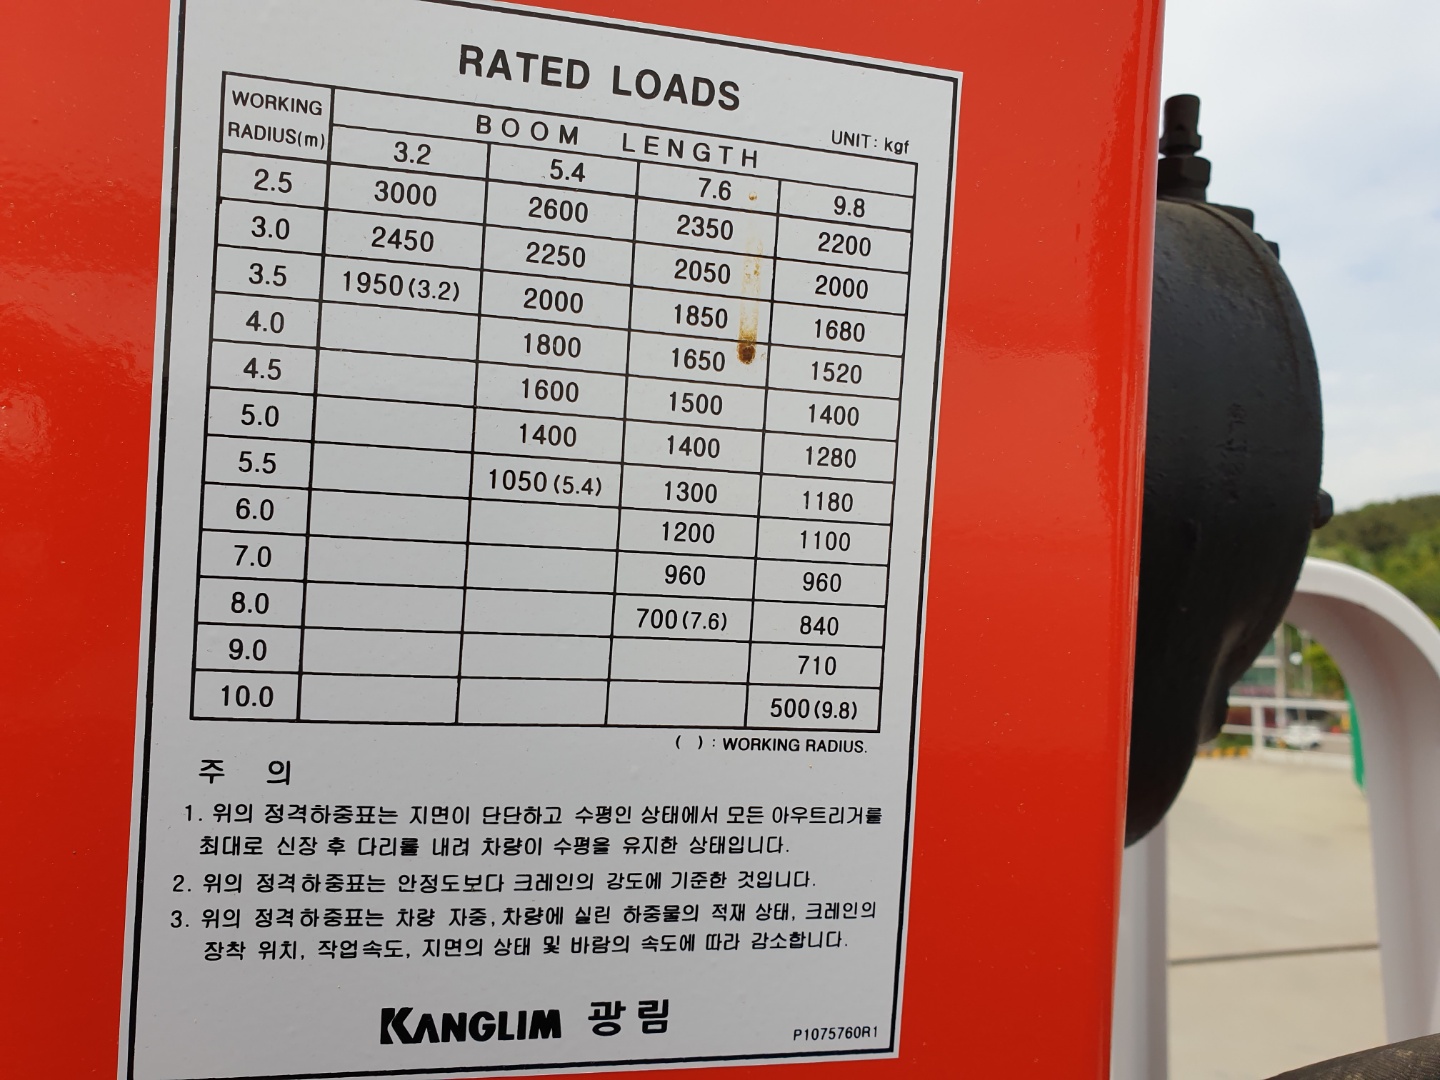 RATED LOADS
UNIT: kgf
WORKING RADIUS(m) BOOM LENGTH
3.2 5.4 7.6 9.8
2.5 3000 2600 2350 2200
3.0 2450 2250 2050 2000
3.5 1950(3.2) 2000 1850 1680
4.0 1800 1650 1520
4.5 1600 1500 1400
5.0 1400 1400 1280
5.5 1050(5.4) 1300 1180
6.0 1200 1100
7.0 960 960
8.0 700(7.6) 840
9.0 710
10.0 500(9.8)
( ) : WORKING RADIUS.
주 의
1. 위의 정격하중표는 지면이 단단하고 수평인 상태에서 모든 아우트리거를
최대로 신장 후 다리를 내려 차량이 수평을 유지한 상태입니다.
2. 위의 정격하중표는 안정도보다 크레인의 강도에 기준한 것입니다.
3. 위의 정격하중표는 차량 자중, 차량에 실린 하중물의 적재 상태, 크레인의
장착 위치, 작업속도, 지면의 상태 및 바람의 속도에 따라 감소합니다.
KANGLIM 광림
P1075760R1